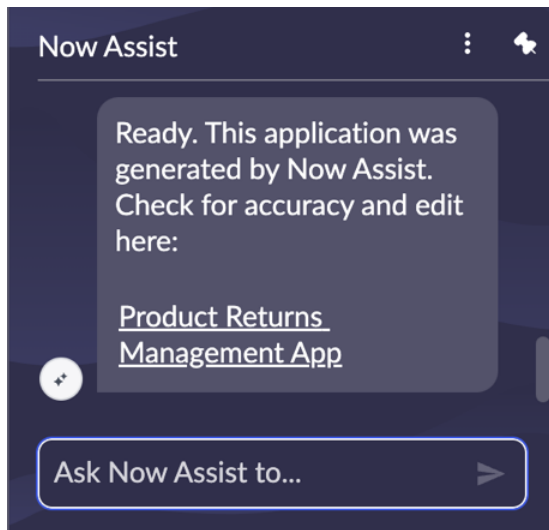 Now Assist
Ready. This application was
generated by Now Assist.
Check for accuracy and edit
here:
Product Returns
Management App
Ask Now Assist to...